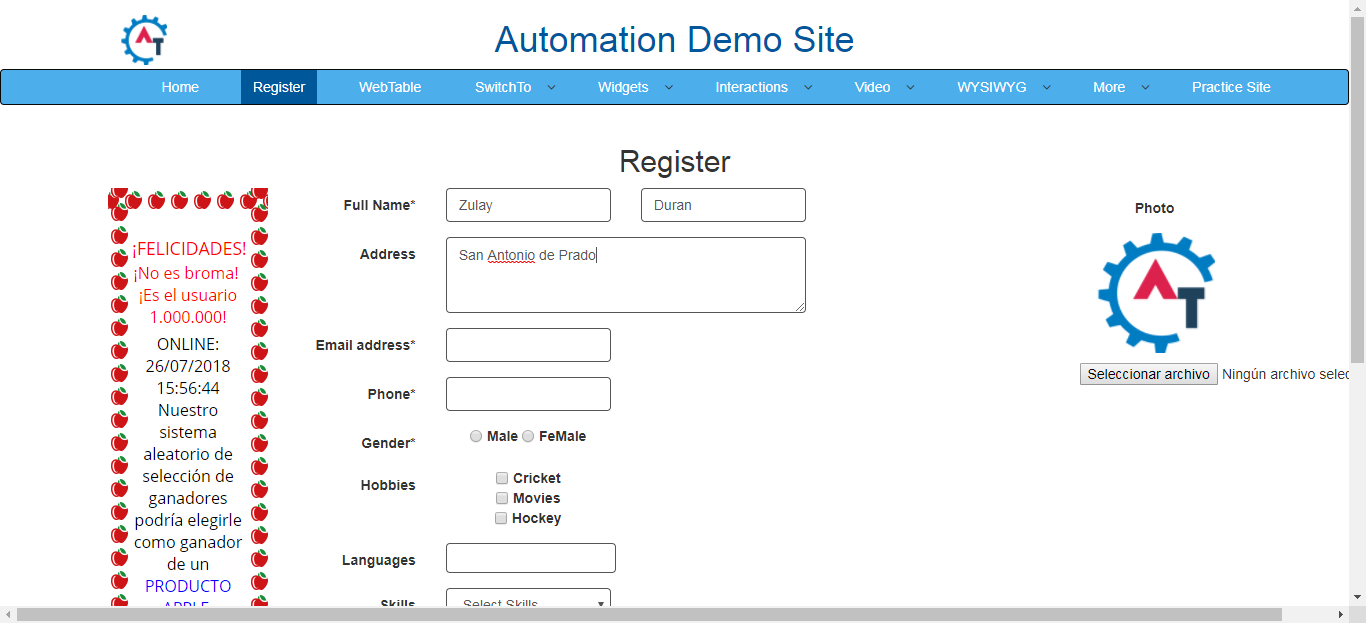 AT
Automation Demo Site
Home Register WebTable SwitchTo Widgets Interactions Video WYSIWYG More Practice Site
Register
¡FELICIDADES!
¡No es broma!
¡Es el usuario
1.000.000!
ONLINE:
26/07/2018
15:56:44
Nuestro
sistema
aleatorio de
selección de
ganadores
podría elegirle
como ganador
de un
PRODUCTO
APPLE
Full Name* Zulay Duran
Address San Antonio de Prado
Email address*
Phone*
Gender* Male FeMale
Hobbies Cricket
Movies
Hockey
Languages
Skills Select Skills
Photo
AT
Seleccionar archivo Ningún archivo selec